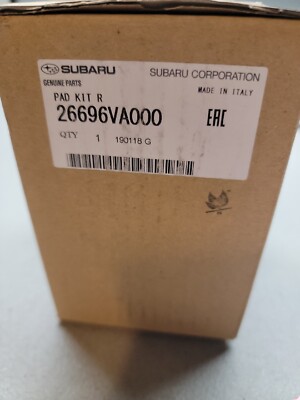 SUBARU SUBARU CORPORATION
GENUINE PARTS MADE IN ITALY
PAD KIT R
26696VA000 EAC
QTY 1 190118 G